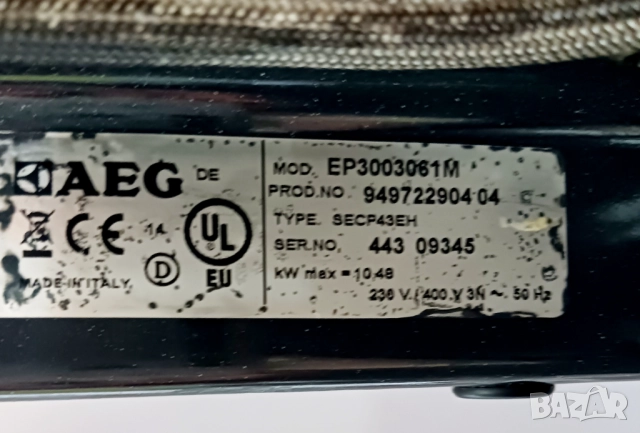 AEG DE
MOD. EP3003061M
PROD.NO. 949722904 04
TYPE. SECP43EH
SER.NO. 443 09345
kW max = 10,48
230 V / 400 V 3N ~ 50 Hz
CE 14
UL
EU
D
MADE-IN-ITALY
bazar